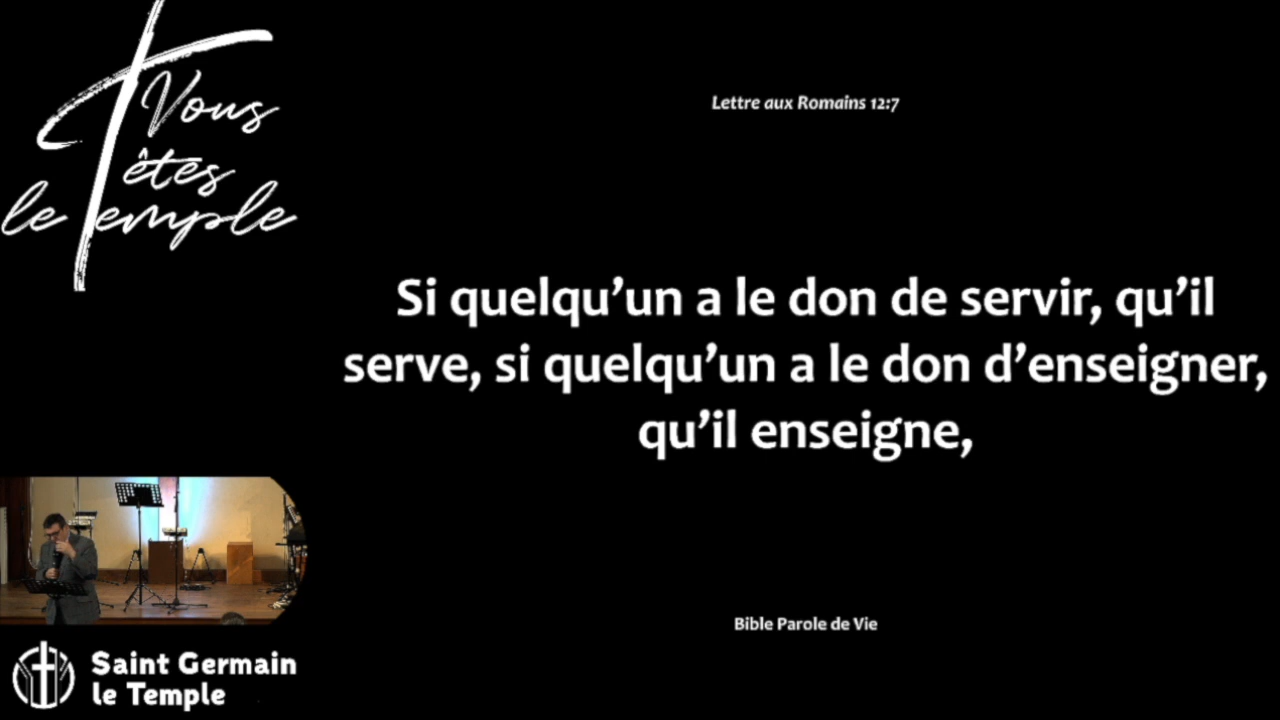 Vous
êtes
le Temple
Lettre aux Romains 12:7
Si quelqu’un a le don de servir, qu’il
serve, si quelqu’un a le don d’enseigner,
qu’il enseigne,
Bible Parole de Vie
Saint Germain
le Temple